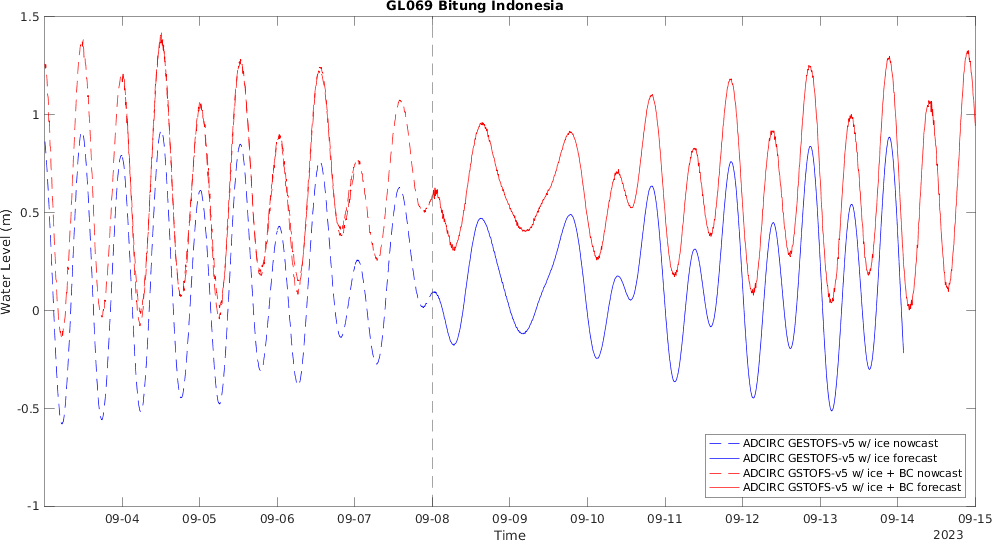 GL069 Bitung Indonesia
1.5
1
0.5
0
-0.5
-1
Water Level (m)
09-04 09-05 09-06 09-07 09-08 09-09 09-10 09-11 09-12 09-13 09-14 09-15
Time
2023
ADCIRC GESTOFS-v5 w/ ice nowcast
ADCIRC GESTOFS-v5 w/ ice forecast
ADCIRC GSTOFS-v5 w/ ice + BC nowcast
ADCIRC GSTOFS-v5 w/ ice + BC forecast